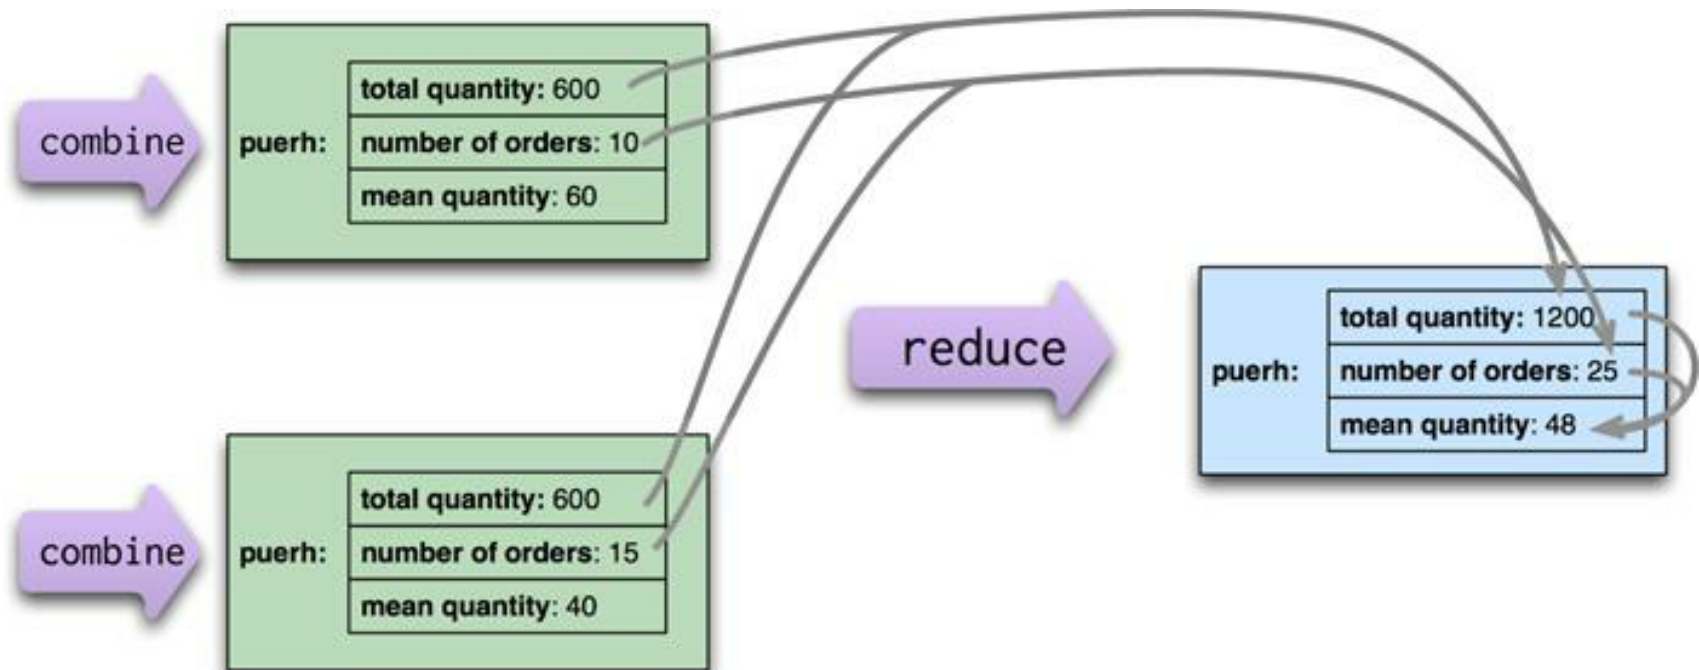 combine
puerh:
total quantity: 600
number of orders: 10
mean quantity: 60
combine
puerh:
total quantity: 600
number of orders: 15
mean quantity: 40
reduce
puerh:
total quantity: 1200
number of orders: 25
mean quantity: 48